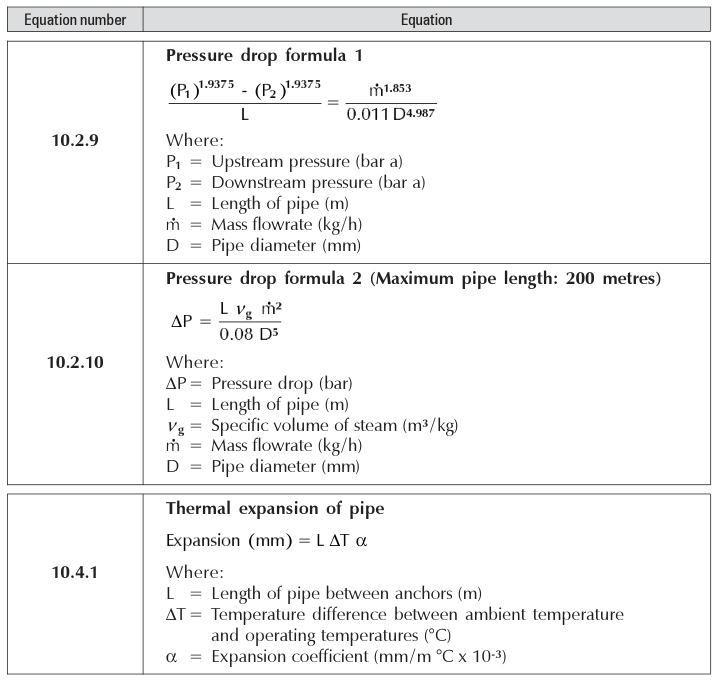 Equation number Equation
10.2.9
Pressure drop formula 1
(P₁)¹·⁹³⁷⁵ - (P₂)¹·⁹³⁷⁵ = ṁ¹·⁸⁵³
L 0.011 D⁴·⁹⁸⁷
Where:
P₁ = Upstream pressure (bar a)
P₂ = Downstream pressure (bar a)
L = Length of pipe (m)
ṁ = Mass flowrate (kg/h)
D = Pipe diameter (mm)
10.2.10
Pressure drop formula 2 (Maximum pipe length: 200 metres)
ΔP = L νg ṁ²
0.08 D⁵
Where:
ΔP = Pressure drop (bar)
L = Length of pipe (m)
νg = Specific volume of steam (m³/kg)
ṁ = Mass flowrate (kg/h)
D = Pipe diameter (mm)
10.4.1
Thermal expansion of pipe
Expansion (mm) = L ΔT α
Where:
L = Length of pipe between anchors (m)
ΔT = Temperature difference between ambient temperature
and operating temperatures (°C)
α = Expansion coefficient (mm/m °C x 10⁻³)